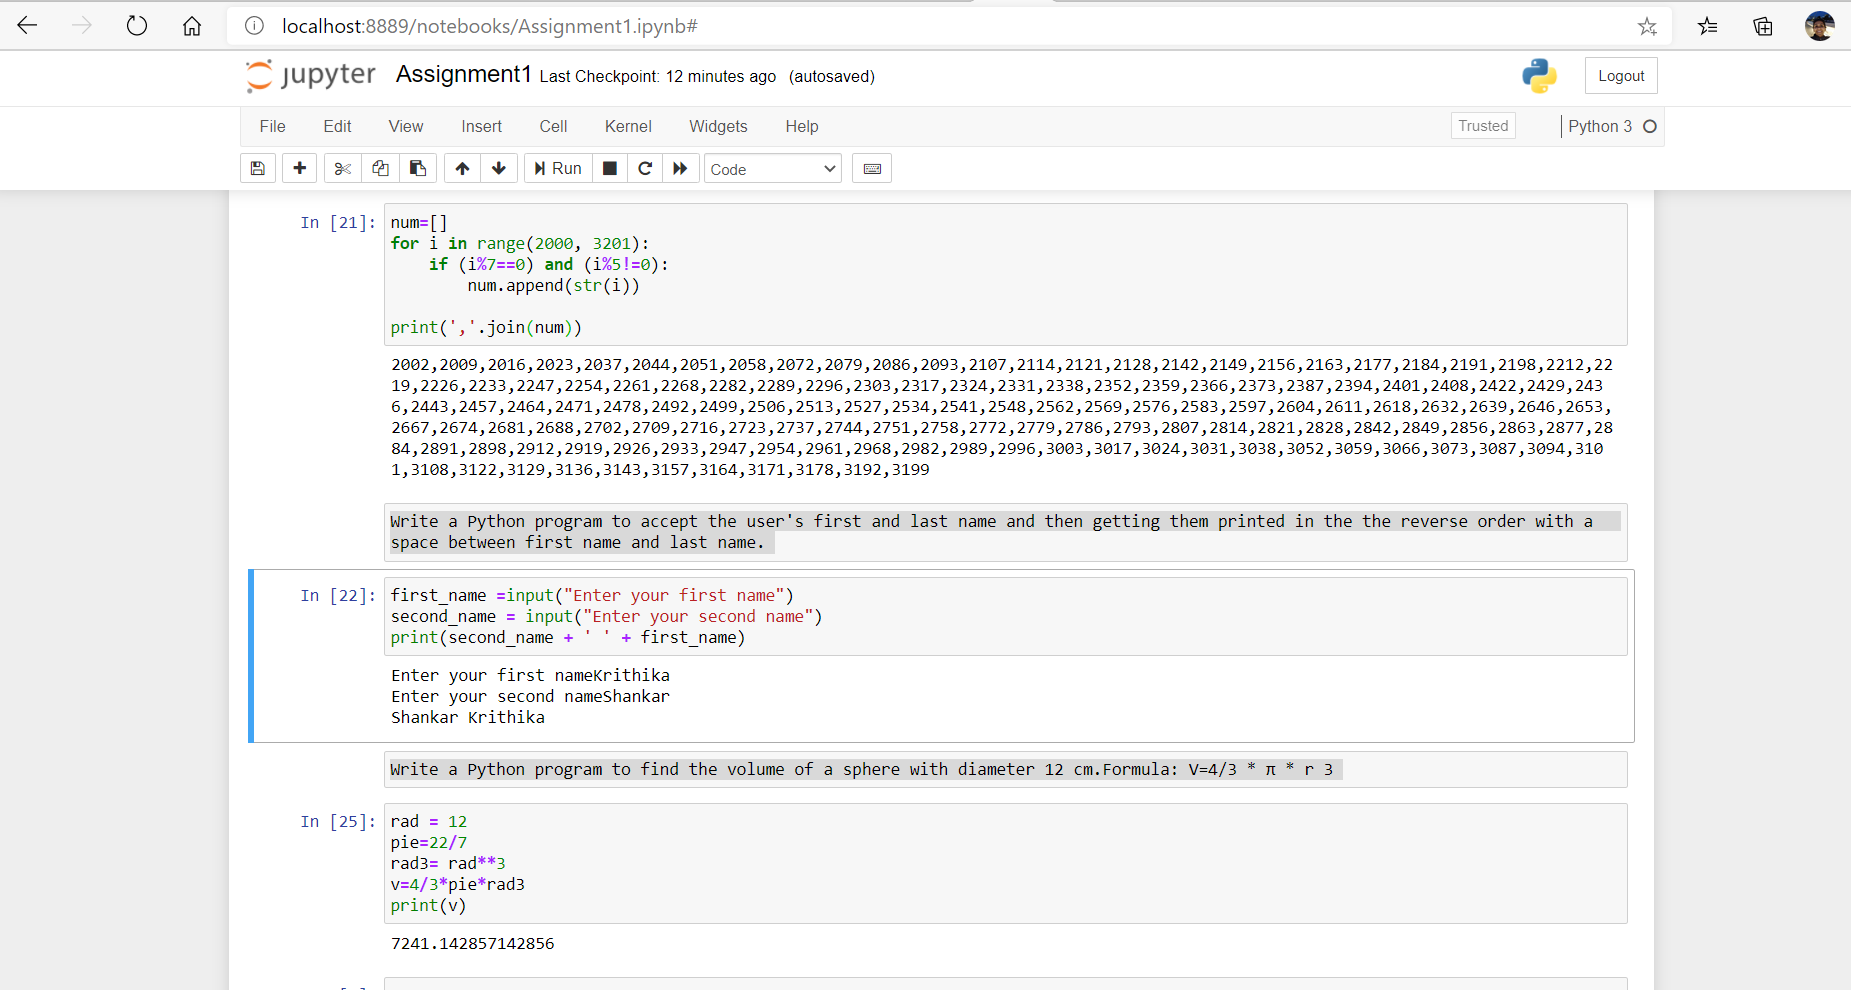 localhost:8889/notebooks/Assignment1.ipynb#
jupyter Assignment1 Last Checkpoint: 12 minutes ago (autosaved)
Logout
File Edit View Insert Cell Kernel Widgets Help
Trusted
Python 3
Run
Code
In [21]:
num=[]
for i in range(2000, 3201):
    if (i%7==0) and (i%5!=0):
        num.append(str(i))
print(','.join(num))
2002,2009,2016,2023,2037,2044,2051,2058,2072,2079,2086,2093,2107,2114,2121,2128,2142,2149,2156,2163,2177,2184,2191,2198,2212,22
19,2226,2233,2247,2254,2261,2268,2282,2289,2296,2303,2317,2324,2331,2338,2352,2359,2366,2373,2387,2394,2401,2408,2422,2429,243
6,2443,2457,2464,2471,2478,2492,2499,2506,2513,2527,2534,2541,2548,2562,2569,2576,2583,2597,2604,2611,2618,2632,2639,2646,2653,
2667,2674,2681,2688,2702,2709,2716,2723,2737,2744,2751,2758,2772,2779,2786,2793,2807,2814,2821,2828,2842,2849,2856,2863,2877,28
84,2891,2898,2912,2919,2926,2933,2947,2954,2961,2968,2982,2989,2996,3003,3017,3024,3031,3038,3052,3059,3066,3073,3087,3094,310
1,3108,3122,3129,3136,3143,3157,3164,3171,3178,3192,3199
Write a Python program to accept the user's first and last name and then getting them printed in the the reverse order with a
space between first name and last name.
In [22]:
first_name =input("Enter your first name")
second_name = input("Enter your second name")
print(second_name + ' ' + first_name)
Enter your first nameKrithika
Enter your second nameShankar
Shankar Krithika
Write a Python program to find the volume of a sphere with diameter 12 cm.Formula: V=4/3 * π * r 3
In [25]:
rad = 12
pie=22/7
rad3= rad**3
v=4/3*pie*rad3
print(v)
7241.142857142856